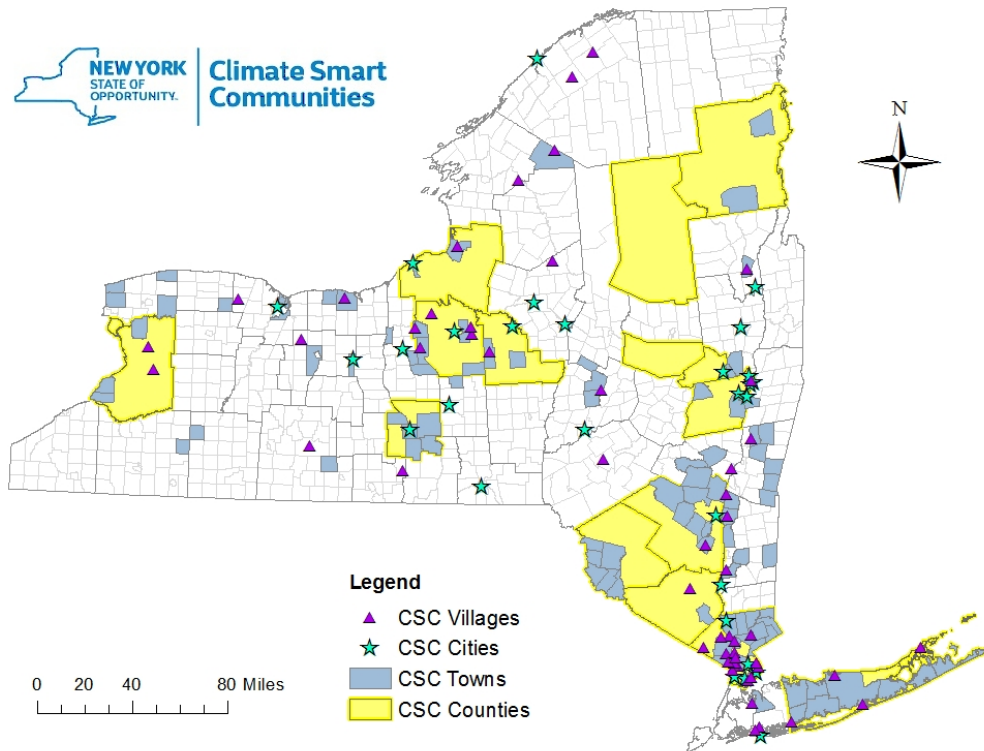 NEW YORK
STATE OF
OPPORTUNITY™
Climate Smart
Communities
N
Legend
CSC Villages
CSC Cities
CSC Towns
CSC Counties
0 20 40 80 Miles